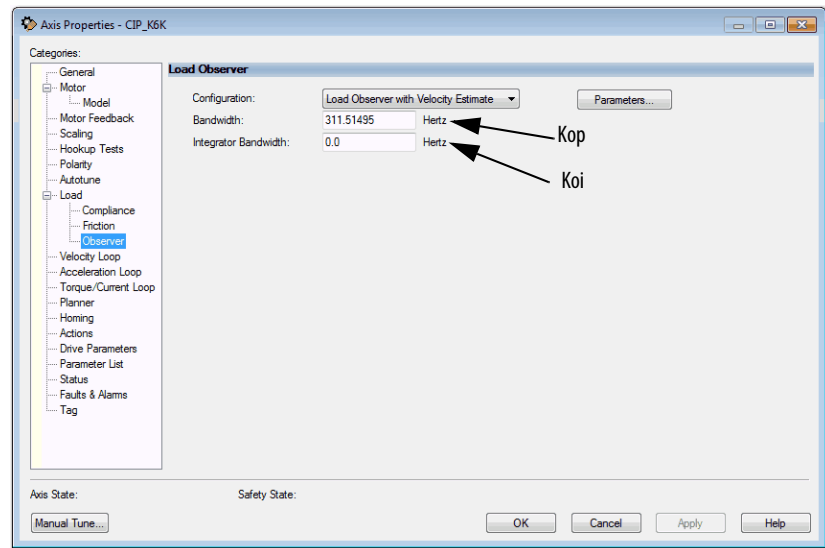 Axis Properties - CIP_K6K
Categories:
General
Motor
Model
Motor Feedback
Scaling
Hookup Tests
Polarity
Autotune
Load
Compliance
Friction
Observer
Velocity Loop
Acceleration Loop
Torque/Current Loop
Planner
Homing
Actions
Drive Parameters
Parameter List
Status
Faults & Alarms
Tag
Load Observer
Configuration: Load Observer with Velocity Estimate Parameters...
Bandwidth: 311.51495 Hertz
Kop
Integrator Bandwidth: 0.0 Hertz
Koi
Axis State: Safety State:
Manual Tune... OK Cancel Apply Help